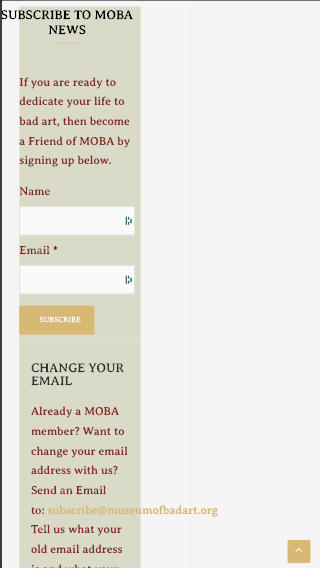 SUBSCRIBE TO MOBA
NEWS
If you are ready to
dedicate your life to
bad art, then become
a Friend of MOBA by
signing up below.
Name
Email *
SUBSCRIBE
CHANGE YOUR
EMAIL
Already a MOBA
member? Want to
change your email
address with us?
Send an Email
to: subscribe@museumofbadart.org
Tell us what your
old email address